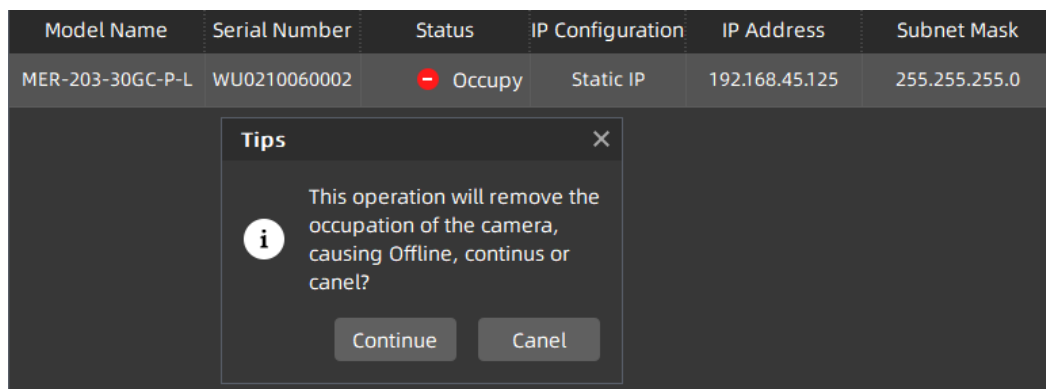 Model Name Serial Number Status IP Configuration IP Address Subnet Mask
MER-203-30GC-P-L WU0210060002 Occupy Static IP 192.168.45.125 255.255.255.0
Tips
This operation will remove the
occupation of the camera,
causing Offline, continus or
canel?
Continue Canel